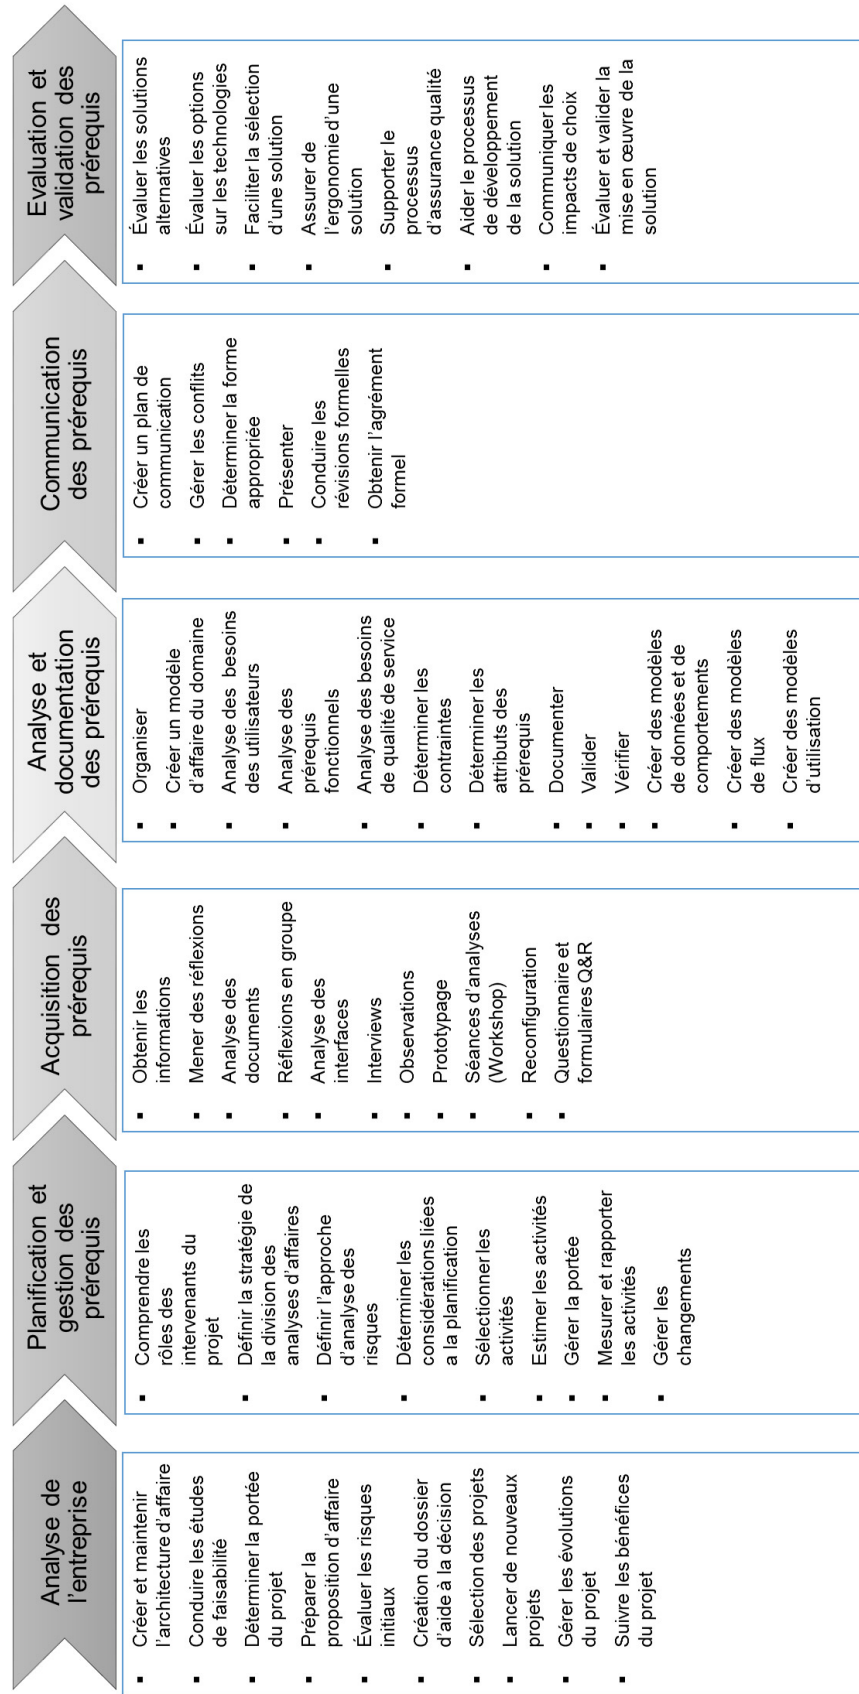 Analyse de
l'entreprise
▪ Créer et maintenir
l'architecture d'affaire
▪ Conduire les études
de faisabilité
▪ Déterminer la portée
du projet
▪ Préparer la
proposition d'affaire
▪ Évaluer les risques
initiaux
▪ Création du dossier
d'aide à la décision
▪ Sélection des projets
▪ Lancer de nouveaux
projets
▪ Gérer les évolutions
du projet
▪ Suivre les bénéfices
du projet
Planification et
gestion des
prérequis
▪ Comprendre les
rôles des
intervenants du
projet
▪ Définir la stratégie de
la division des
analyses d'affaires
▪ Définir l'approche
d'analyse des
risques
▪ Déterminer les
considérations liées
a la planification
▪ Sélectionner les
activités
▪ Estimer les activités
▪ Gérer la portée
▪ Mesurer et rapporter
les activités
▪ Gérer les
changements
Acquisition des
prérequis
▪ Obtenir les
informations
▪ Mener des réflexions
▪ Analyse des
documents
▪ Réflexions en groupe
▪ Analyse des
interfaces
▪ Interviews
▪ Observations
▪ Prototypage
▪ Séances d'analyses
(Workshop)
▪ Reconfiguration
▪ Questionnaire et
formulaires Q&R
Analyse et
documentation
des prérequis
▪ Organiser
▪ Créer un modèle
d'affaire du domaine
▪ Analyse des besoins
des utilisateurs
▪ Analyse des
prérequis
fonctionnels
▪ Analyse des besoins
de qualité de service
▪ Déterminer les
contraintes
▪ Déterminer les
attributs des
prérequis
▪ Documenter
▪ Valider
▪ Vérifier
▪ Créer des modèles
de données et de
comportements
▪ Créer des modèles
de flux
▪ Créer des modèles
d'utilisation
Communication
des prérequis
▪ Créer un plan de
communication
▪ Gérer les conflits
▪ Déterminer la forme
appropriée
▪ Présenter
▪ Conduire les
révisions formelles
▪ Obtenir l'agrément
formel
Evaluation et
validation des
prérequis
▪ Évaluer les solutions
alternatives
▪ Évaluer les options
sur les technologies
▪ Faciliter la sélection
d'une solution
▪ Assurer de
l'ergonomie d'une
solution
▪ Supporter le
processus
d'assurance qualité
▪ Aider le processus
de développement
de la solution
▪ Communiquer les
impacts de choix
▪ Évaluer et valider la
mise en œuvre de la
solution